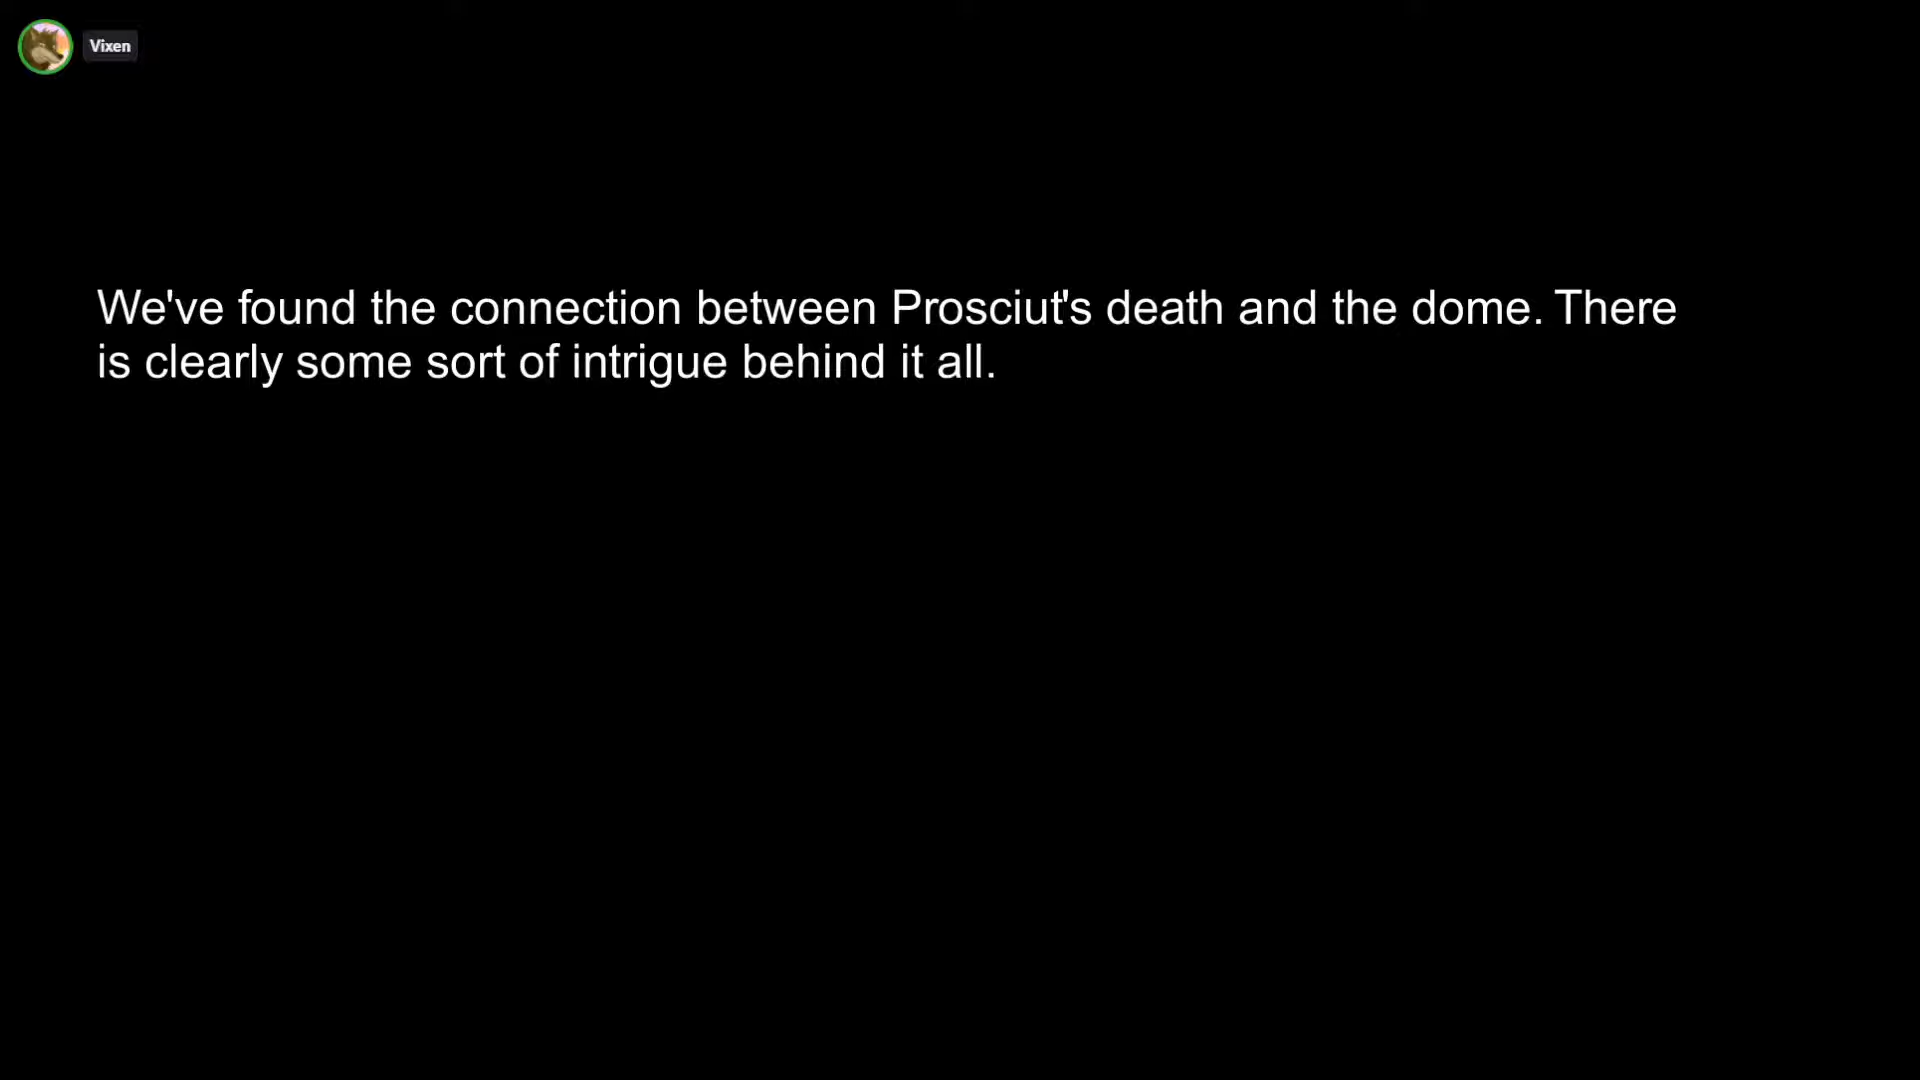 Vixen
We've found the connection between Prosciut's death and the dome. There
is clearly some sort of intrigue behind it all.